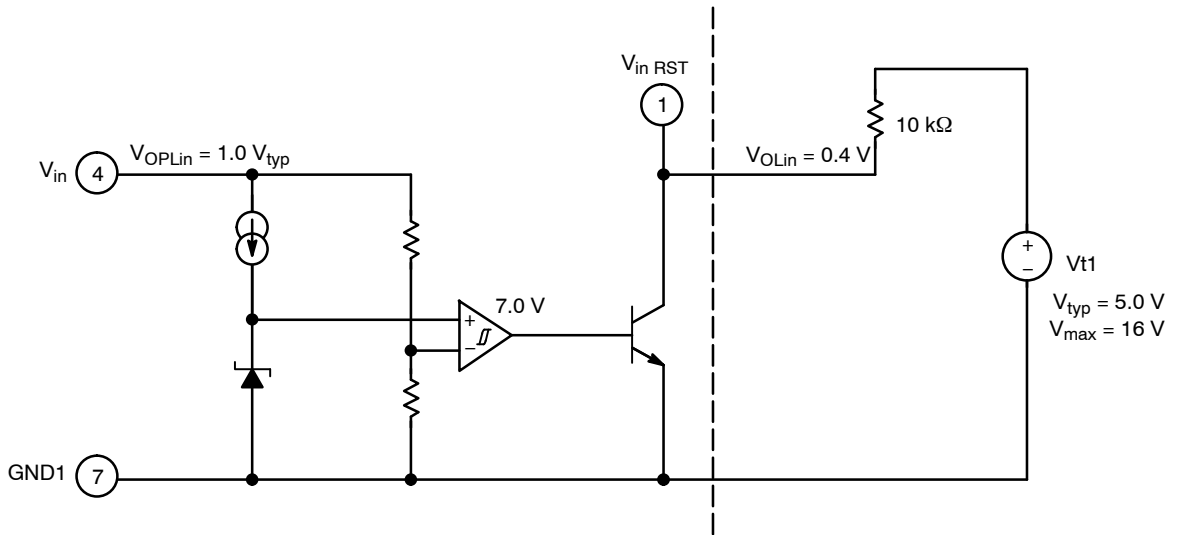 V_in RST
1
10 kΩ
V_in 4
V_OPLin = 1.0 V_typ
V_OLin = 0.4 V
+
−
Vt1
V_typ = 5.0 V
V_max = 16 V
7.0 V
+
−
GND1 7